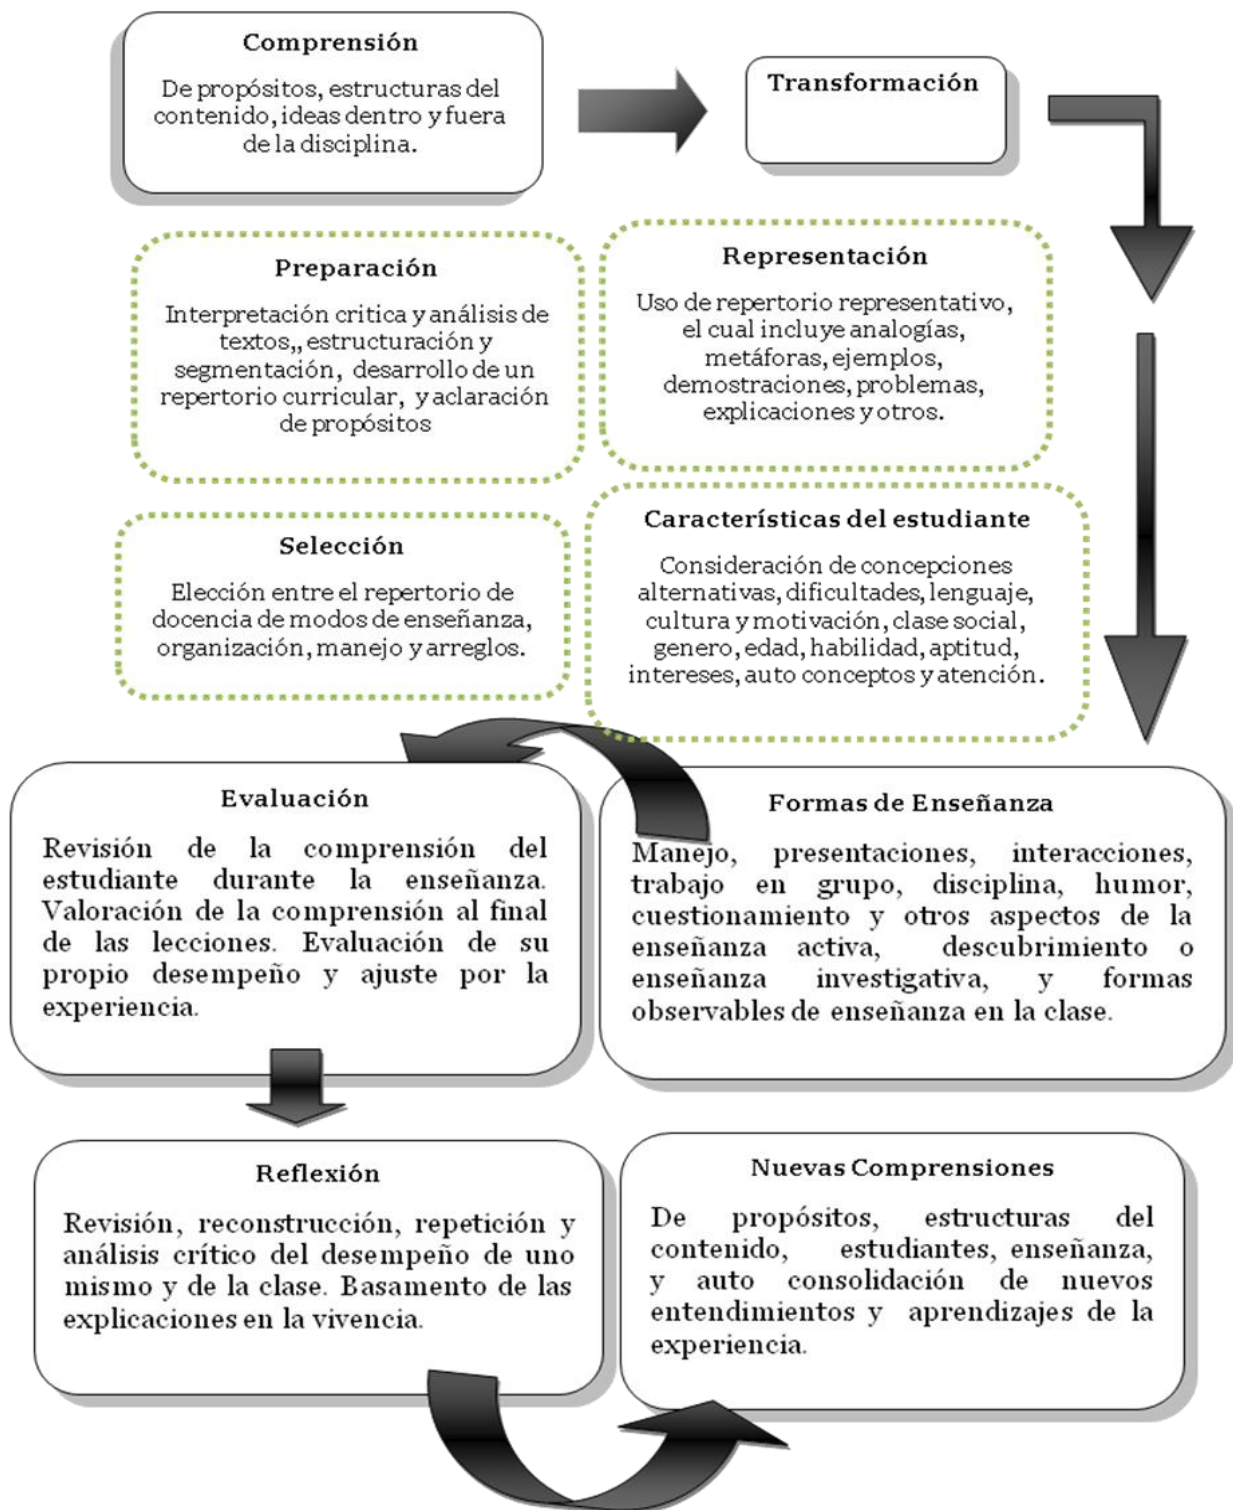 Comprensión
De propósitos, estructuras del
contenido, ideas dentro y fuera
de la disciplina.
Transformación
Preparación
Interpretación critica y análisis de
textos,, estructuración y
segmentación, desarrollo de un
repertorio curricular, y aclaración
de propósitos
Representación
Uso de repertorio representativo,
el cual incluye analogías,
metáforas, ejemplos,
demostraciones, problemas,
explicaciones y otros.
Selección
Elección entre el repertorio de
docencia de modos de enseñanza,
organización, manejo y arreglos.
Características del estudiante
Consideración de concepciones
alternativas, dificultades, lenguaje,
cultura y motivación, clase social,
genero, edad, habilidad, aptitud,
intereses, auto conceptos y atención.
Formas de Enseñanza
Manejo, presentaciones, interacciones,
trabajo en grupo, disciplina, humor,
cuestionamiento y otros aspectos de la
enseñanza activa, descubrimiento o
enseñanza investigativa, y formas
observables de enseñanza en la clase.
Evaluación
Revisión de la comprensión del
estudiante durante la enseñanza.
Valoración de la comprensión al final
de las lecciones. Evaluación de su
propio desempeño y ajuste por la
experiencia.
Reflexión
Revisión, reconstrucción, repetición y
análisis crítico del desempeño de uno
mismo y de la clase. Basamento de las
explicaciones en la vivencia.
Nuevas Comprensiones
De propósitos, estructuras del
contenido, estudiantes, enseñanza,
y auto consolidación de nuevos
entendimientos y aprendizajes de la
experiencia.